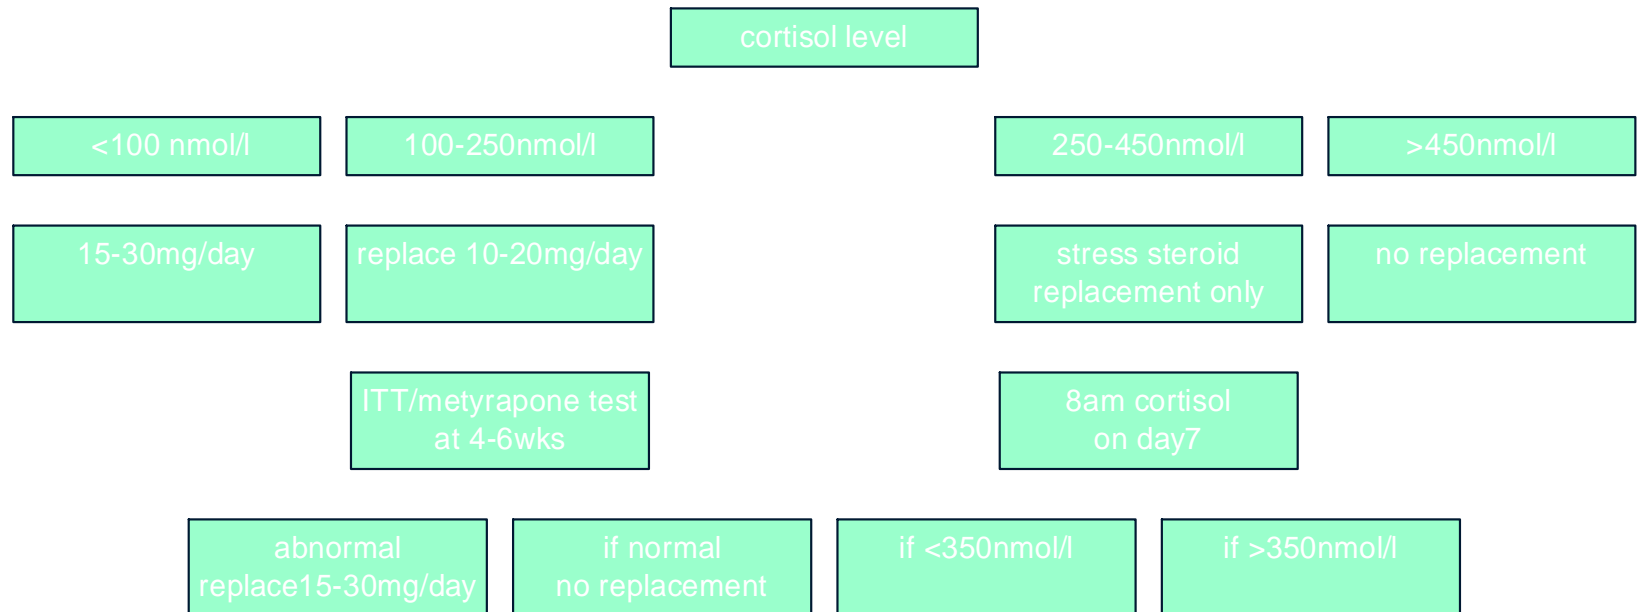 cortisol level
<100 nmol/l
100-250nmol/l
250-450nmol/l
>450nmol/l
15-30mg/day
replace 10-20mg/day
stress steroid
replacement only
no replacement
ITT/metyrapone test
at 4-6wks
8am cortisol
on day7
abnormal
replace15-30mg/day
if normal
no replacement
if <350nmol/l
if >350nmol/l